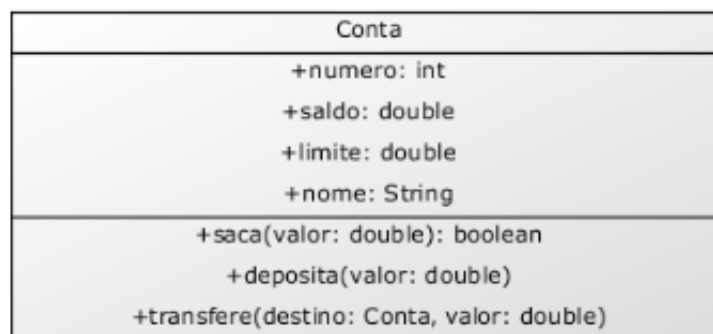 Conta
+numero: int
+saldo: double
+limite: double
+nome: String
+saca(valor: double): boolean
+deposita(valor: double)
+transfere(destino: Conta, valor: double)